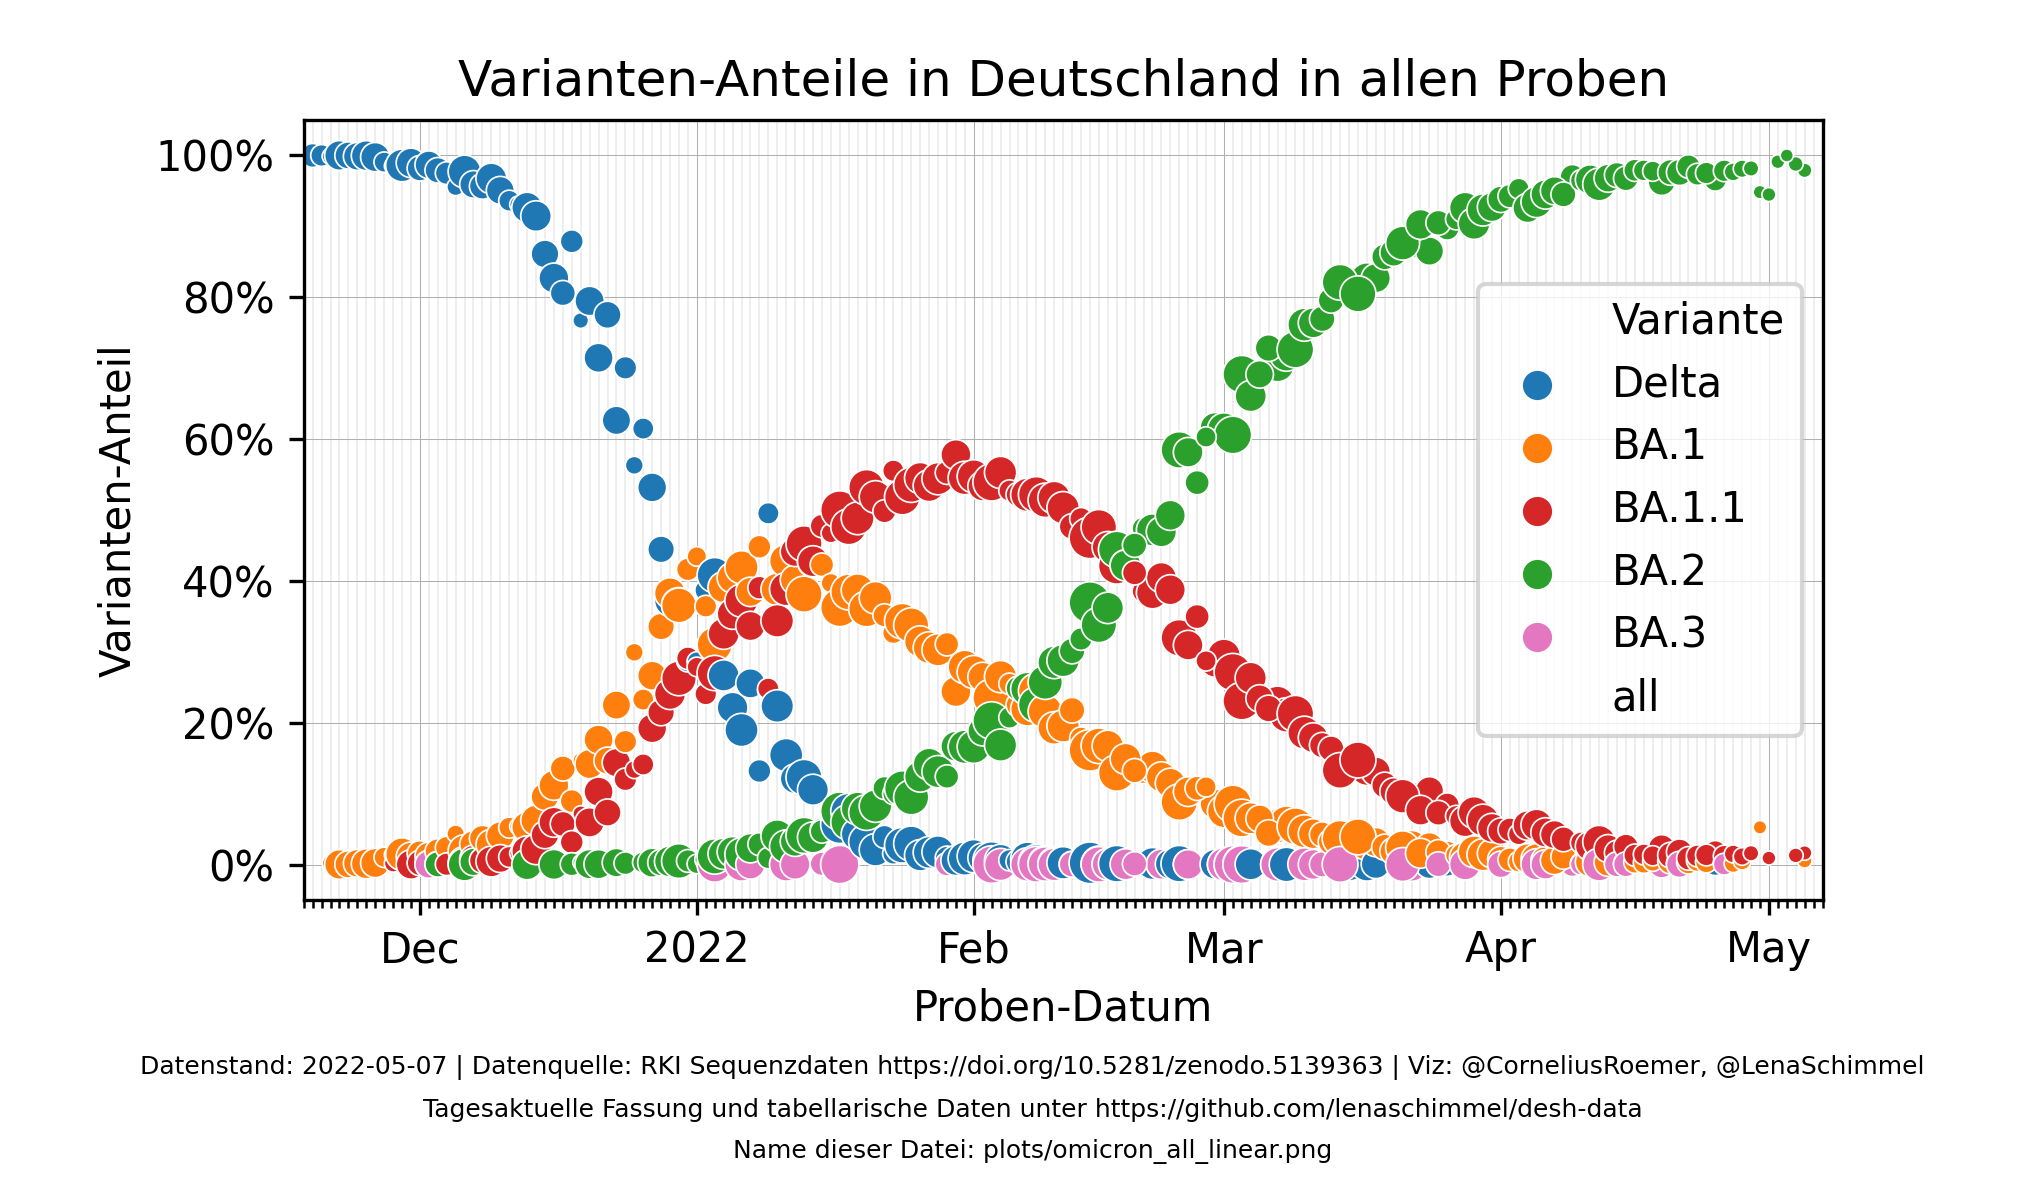 Varianten-Anteile in Deutschland in allen Proben
100%
80%
60%
40%
20%
0%
Varianten-Anteil
Variante
Delta
BA.1
BA.1.1
BA.2
BA.3
all
Dec 2022 Feb Mar Apr May
Proben-Datum
Datenstand: 2022-05-07 | Datenquelle: RKI Sequenzdaten https://doi.org/10.5281/zenodo.5139363 | Viz: @CorneliusRoemer, @LenaSchimmel
Tagesaktuelle Fassung und tabellarische Daten unter https://github.com/lenaschimmel/desh-data
Name dieser Datei: plots/omicron_all_linear.png